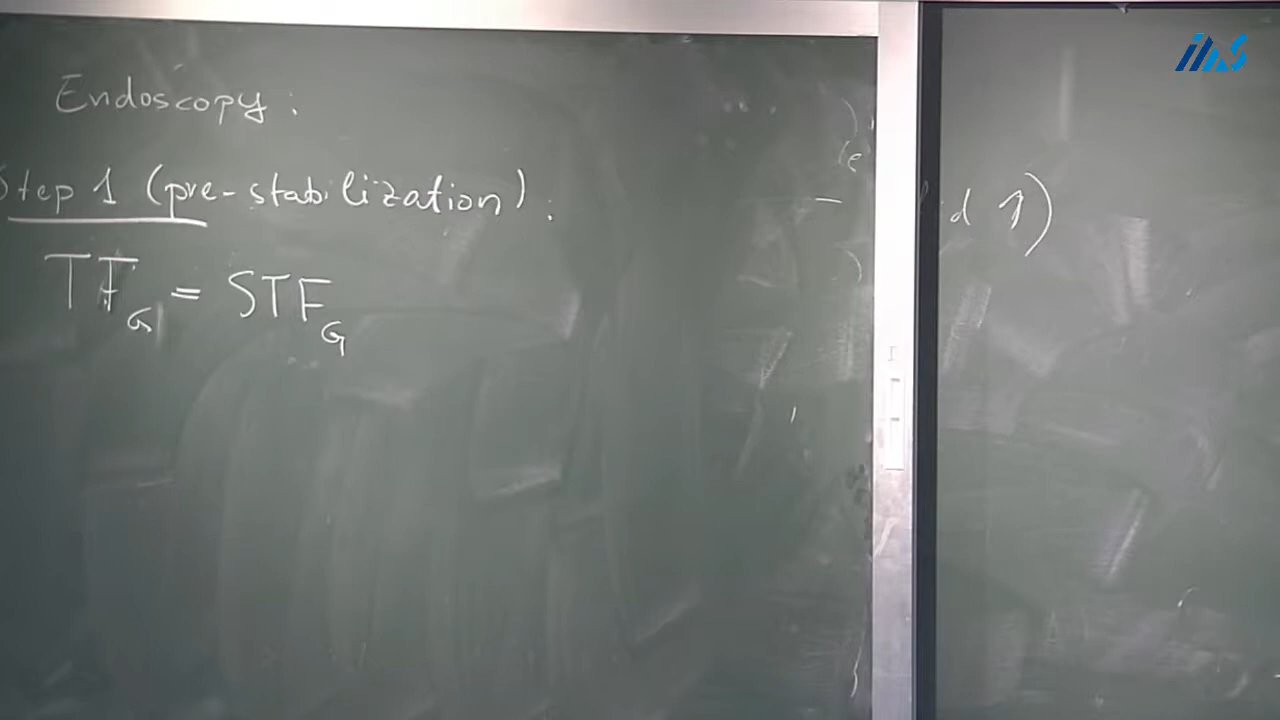 Endoscopy:
Step 1 (pre-stabilization):
TF_G = STF_G